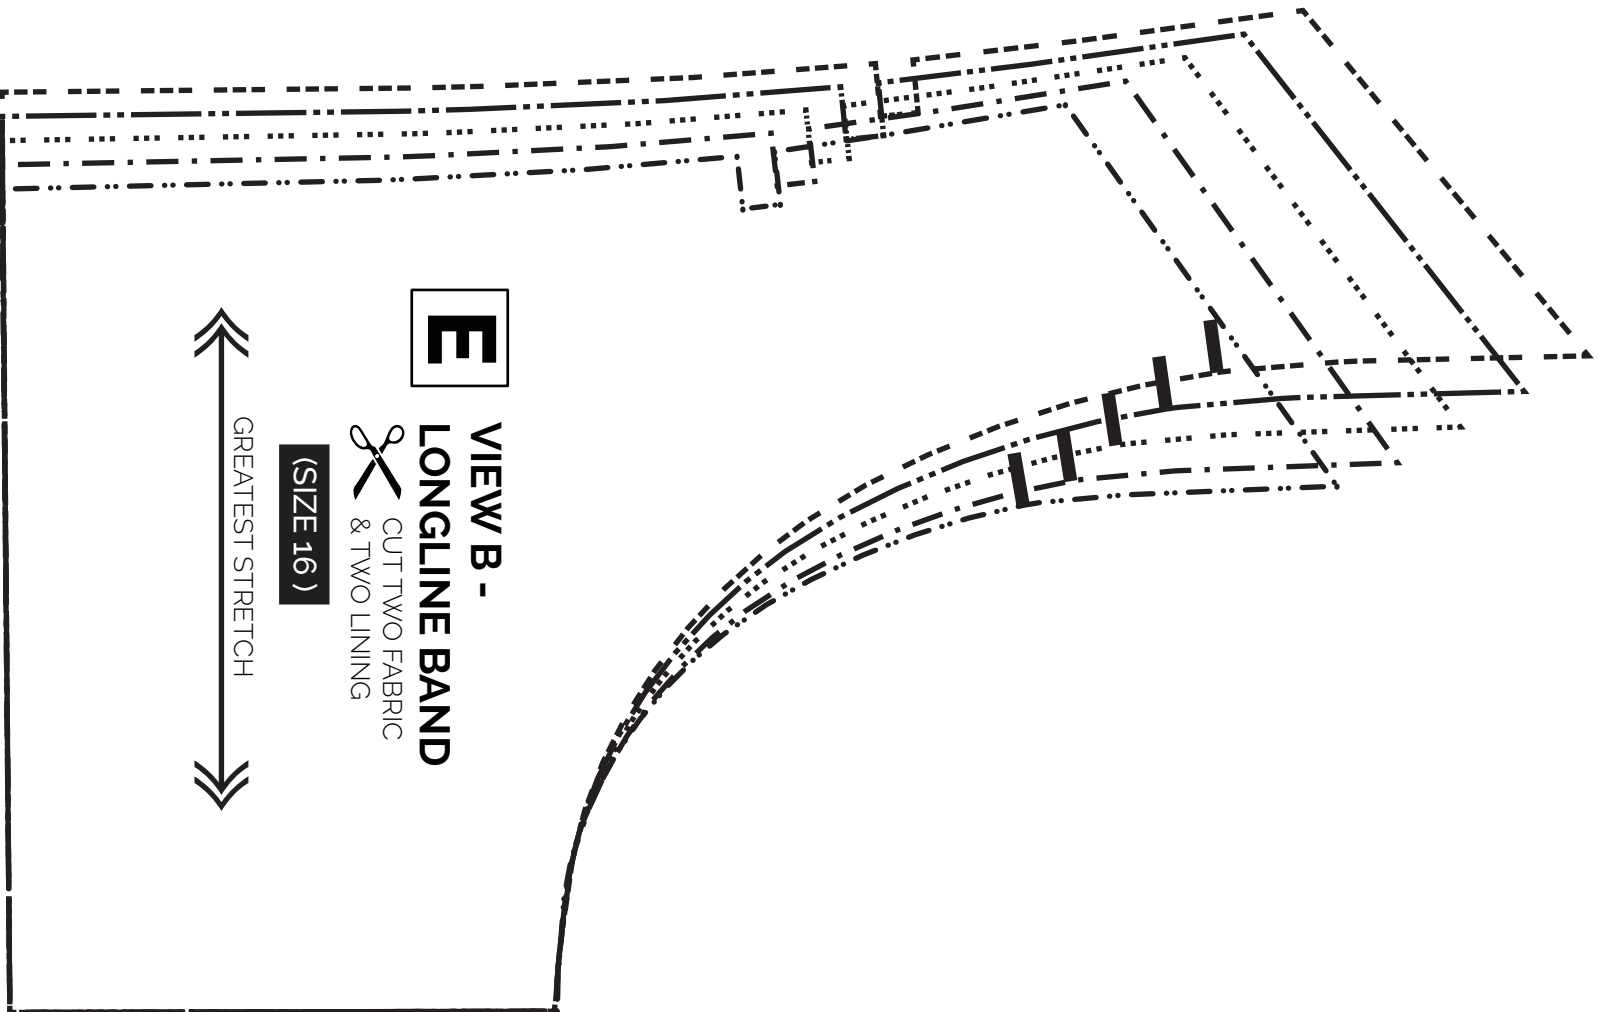 E
VIEW B -
LONGLINE BAND
CUT TWO FABRIC
& TWO LINING
(SIZE 16 )
GREATEST STRETCH